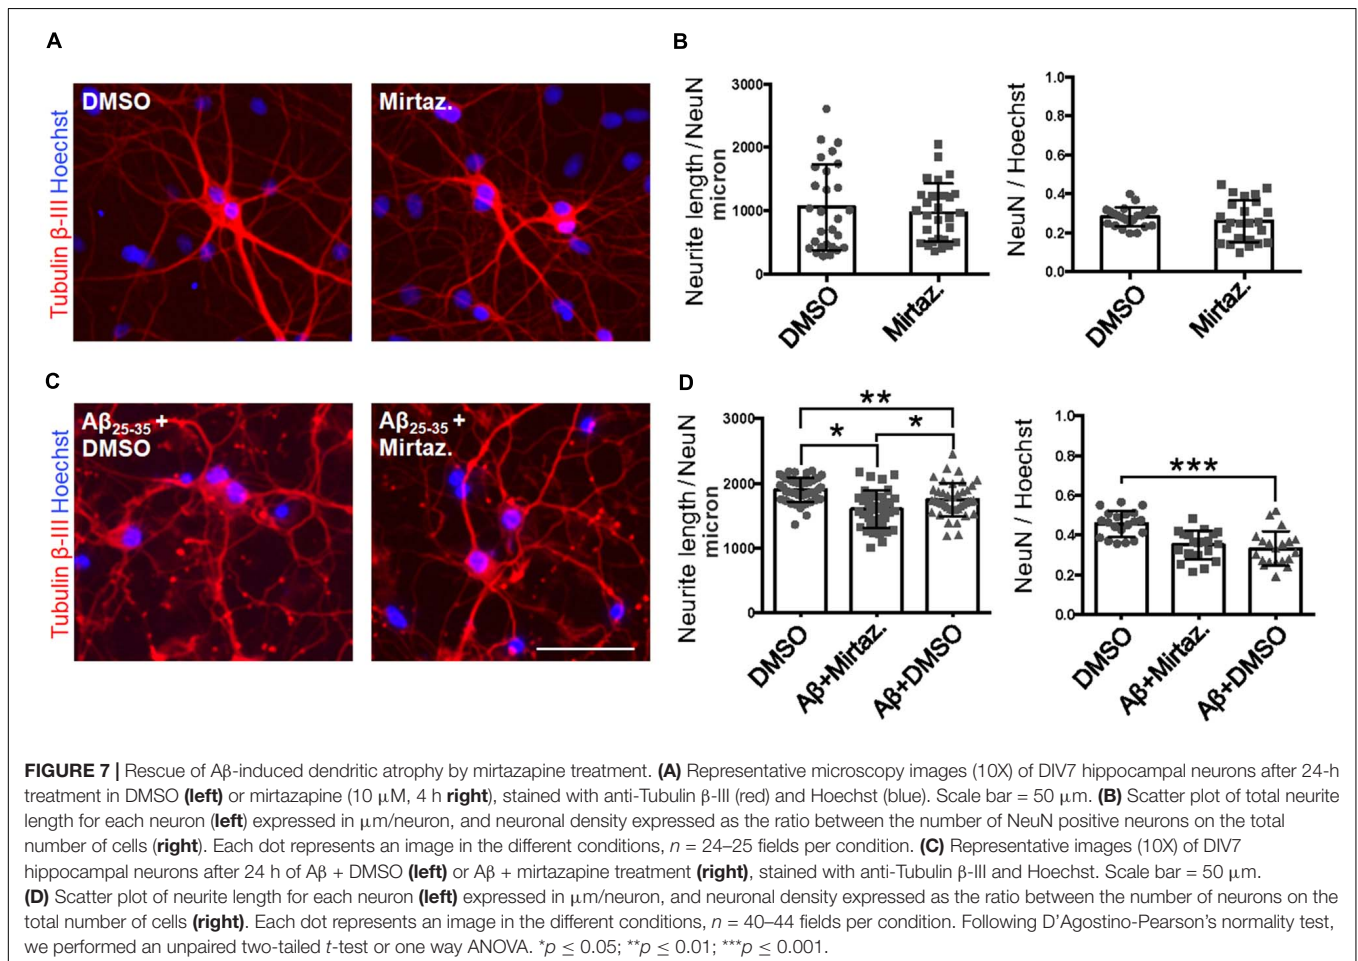 A
DMSO
Mirtaz.
Tubulin β-III Hoechst
B
Neurite length / NeuN
micron
3000
2000
1000
0
DMSO
Mirtaz.
NeuN / Hoechst
1.0
0.8
0.6
0.4
0.2
0.0
DMSO
Mirtaz.
C
Aβ25-35 +
DMSO
Aβ25-35 +
Mirtaz.
Tubulin β-III Hoechst
D
Neurite length / NeuN
micron
3000
2000
1000
0
**
*
*
DMSO
Aβ+Mirtaz.
Aβ+DMSO
NeuN / Hoechst
1.0
0.8
0.6
0.4
0.2
0.0
***
DMSO
Aβ+Mirtaz.
Aβ+DMSO
FIGURE 7 | Rescue of Aβ-induced dendritic atrophy by mirtazapine treatment. (A) Representative microscopy images (10X) of DIV7 hippocampal neurons after 24-h
treatment in DMSO (left) or mirtazapine (10 μM, 4 h right), stained with anti-Tubulin β-III (red) and Hoechst (blue). Scale bar = 50 μm. (B) Scatter plot of total neurite
length for each neuron (left) expressed in μm/neuron, and neuronal density expressed as the ratio between the number of NeuN positive neurons on the total
number of cells (right). Each dot represents an image in the different conditions, n = 24–25 fields per condition. (C) Representative images (10X) of DIV7
hippocampal neurons after 24 h of Aβ + DMSO (left) or Aβ + mirtazapine treatment (right), stained with anti-Tubulin β-III and Hoechst. Scale bar = 50 μm.
(D) Scatter plot of neurite length for each neuron (left) expressed in μm/neuron, and neuronal density expressed as the ratio between the number of neurons on the
total number of cells (right). Each dot represents an image in the different conditions, n = 40–44 fields per condition. Following D'Agostino-Pearson's normality test,
we performed an unpaired two-tailed t-test or one way ANOVA. *p ≤ 0.05; **p ≤ 0.01; ***p ≤ 0.001.